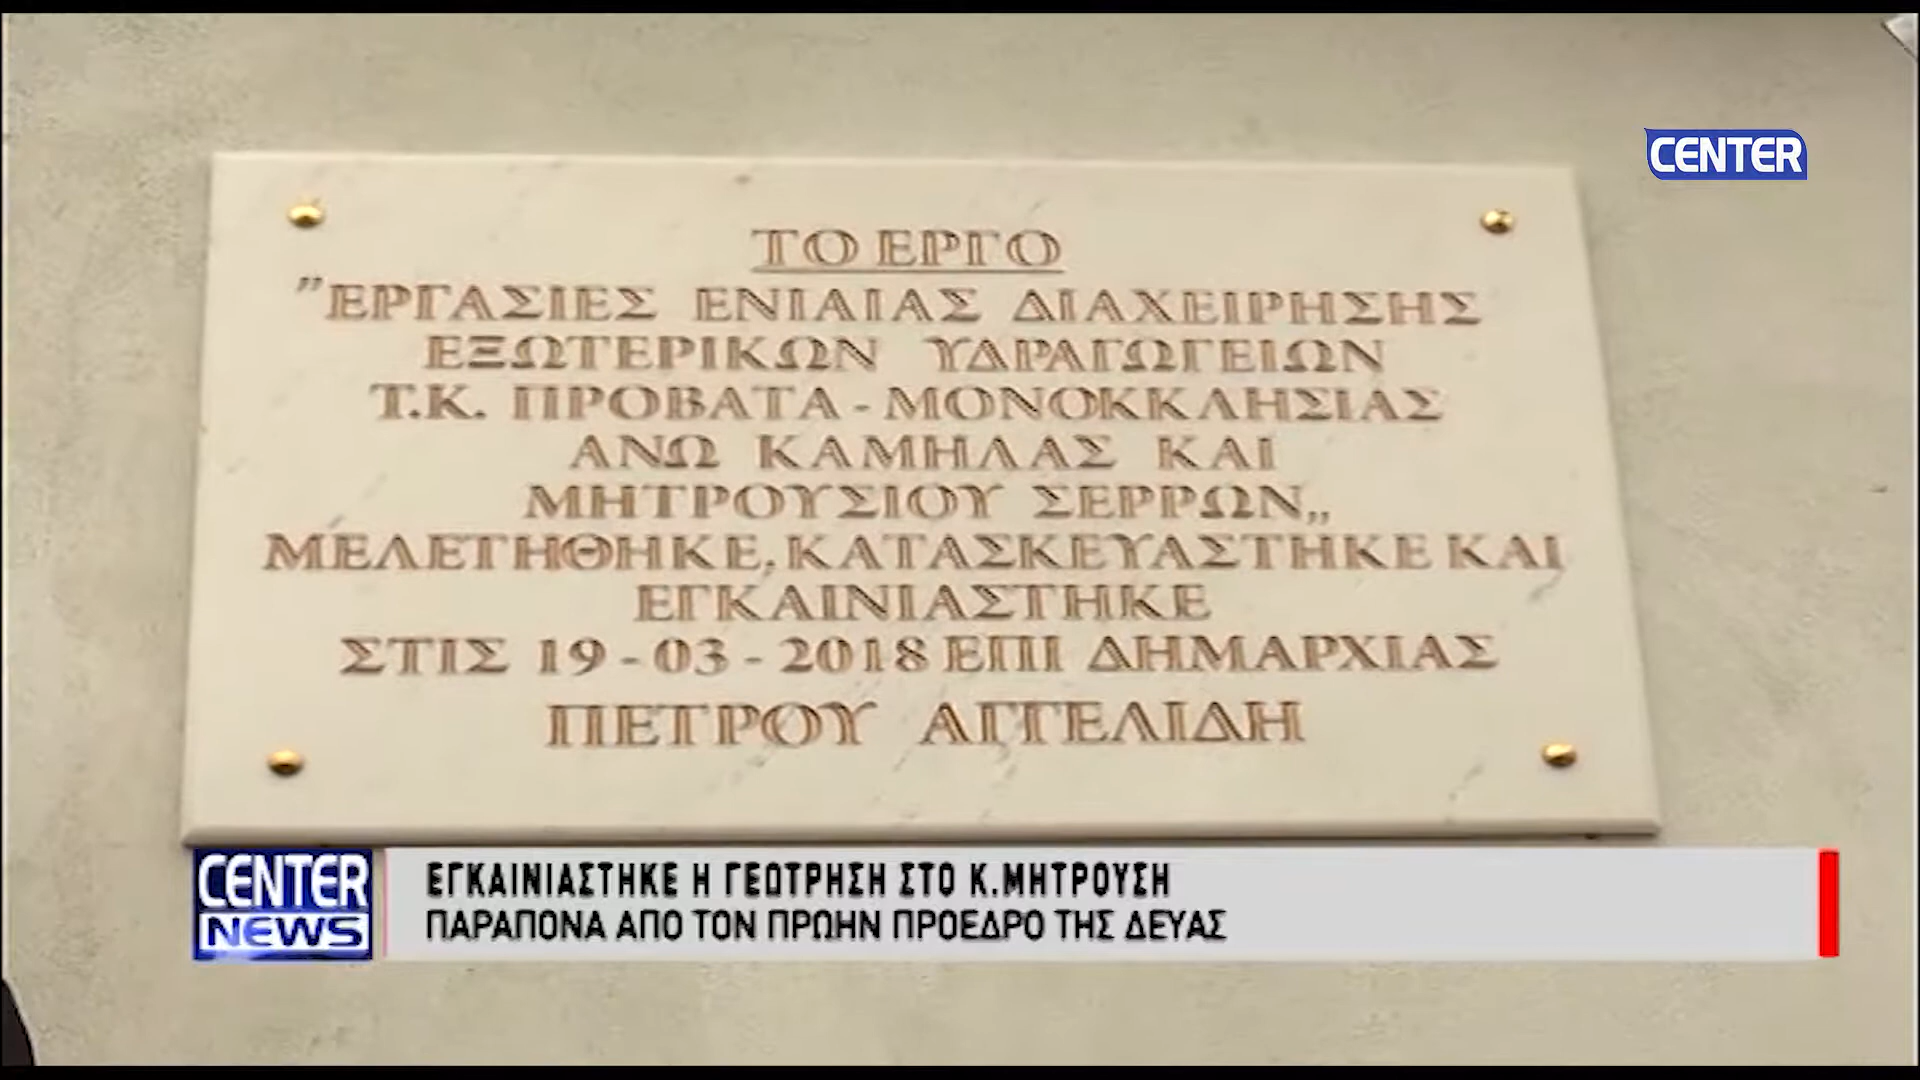 CENTER
ΤΟ ΕΡΓΟ
"ΕΡΓΑΣΙΕΣ ΕΝΙΑΙΑΣ ΔΙΑΧΕΙΡΗΣΗΣ
ΕΞΩΤΕΡΙΚΩΝ ΥΔΡΑΓΩΓΕΙΩΝ
Τ.Κ. ΠΡΟΒΑΤΑ - ΜΟΝΟΚΚΛΗΣΙΑΣ
ΑΝΩ ΚΑΜΗΛΑΣ ΚΑΙ
ΜΗΤΡΟΥΣΙΟΥ ΣΕΡΡΩΝ,,
ΜΕΛΕΤΗΘΗΚΕ, ΚΑΤΑΣΚΕΥΑΣΤΗΚΕ ΚΑΙ
ΕΓΚΑΙΝΙΑΣΤΗΚΕ
ΣΤΙΣ 19 - 03 - 2018 ΕΠΙ ΔΗΜΑΡΧΙΑΣ
ΠΕΤΡΟΥ ΑΓΓΕΛΙΔΗ
CENTER
NEWS
ΕΓΚΑΙΝΙΑΣΤΗΚΕ Η ΓΕΩΤΡΗΣΗ ΣΤΟ Κ.ΜΗΤΡΟΥΣΗ
ΠΑΡΑΠΟΝΑ ΑΠΟ ΤΟΝ ΠΡΩΗΝ ΠΡΟΕΔΡΟ ΤΗΣ ΔΕΥΑΣ